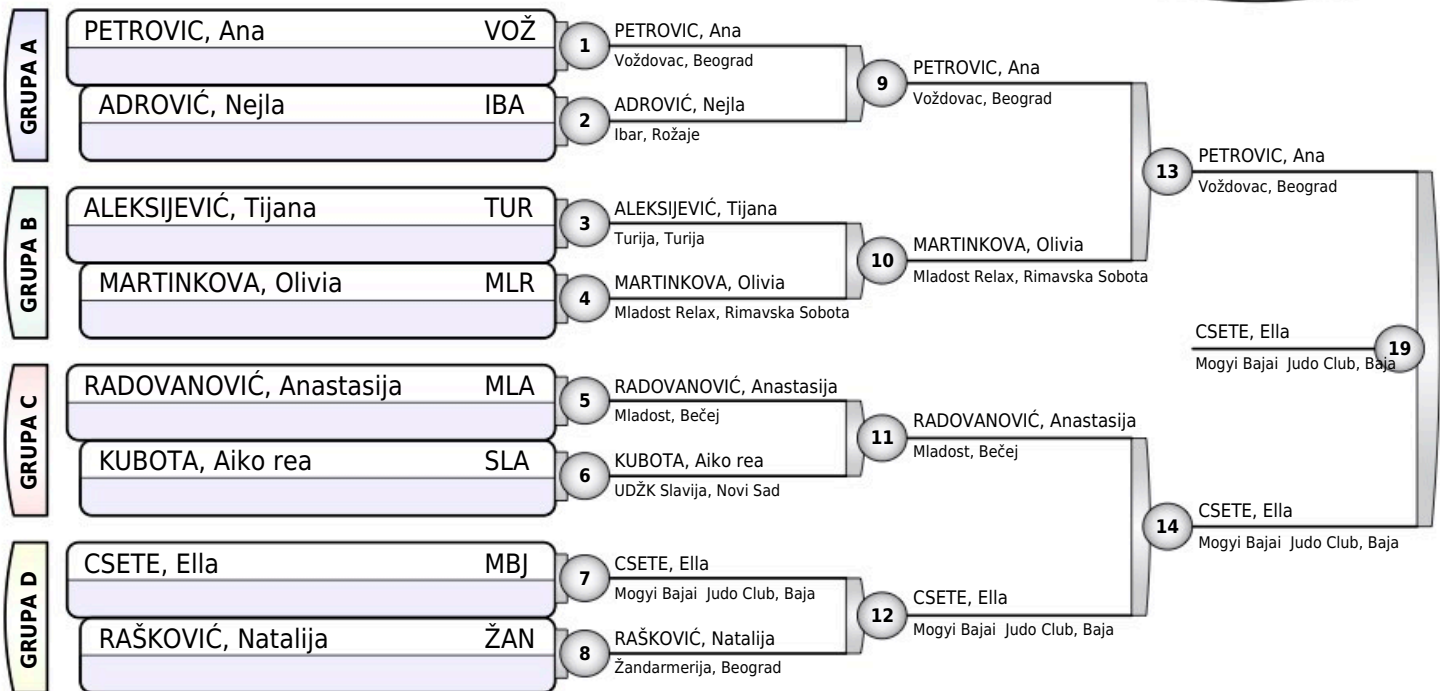 GRUPA A
PETROVIC, Ana VOŽ
ADROVIĆ, Nejla IBA
1
PETROVIC, Ana
Voždovac, Beograd
2
ADROVIĆ, Nejla
Ibar, Rožaje
9
PETROVIC, Ana
Voždovac, Beograd
GRUPA B
ALEKSIJEVIĆ, Tijana TUR
MARTINKOVA, Olivia MLR
3
ALEKSIJEVIĆ, Tijana
Turija, Turija
4
MARTINKOVA, Olivia
Mladost Relax, Rimavska Sobota
10
MARTINKOVA, Olivia
Mladost Relax, Rimavska Sobota
13
PETROVIC, Ana
Voždovac, Beograd
GRUPA C
RADOVANOVIĆ, Anastasija MLA
KUBOTA, Aiko rea SLA
5
RADOVANOVIĆ, Anastasija
Mladost, Bečej
6
KUBOTA, Aiko rea
UDŽK Slavija, Novi Sad
11
RADOVANOVIĆ, Anastasija
Mladost, Bečej
GRUPA D
CSETE, Ella MBJ
RAŠKOVIĆ, Natalija ŽAN
7
CSETE, Ella
Mogyi Bajai Judo Club, Baja
8
RAŠKOVIĆ, Natalija
Žandarmerija, Beograd
12
CSETE, Ella
Mogyi Bajai Judo Club, Baja
14
CSETE, Ella
Mogyi Bajai Judo Club, Baja
CSETE, Ella
Mogyi Bajai Judo Club, Baja
19